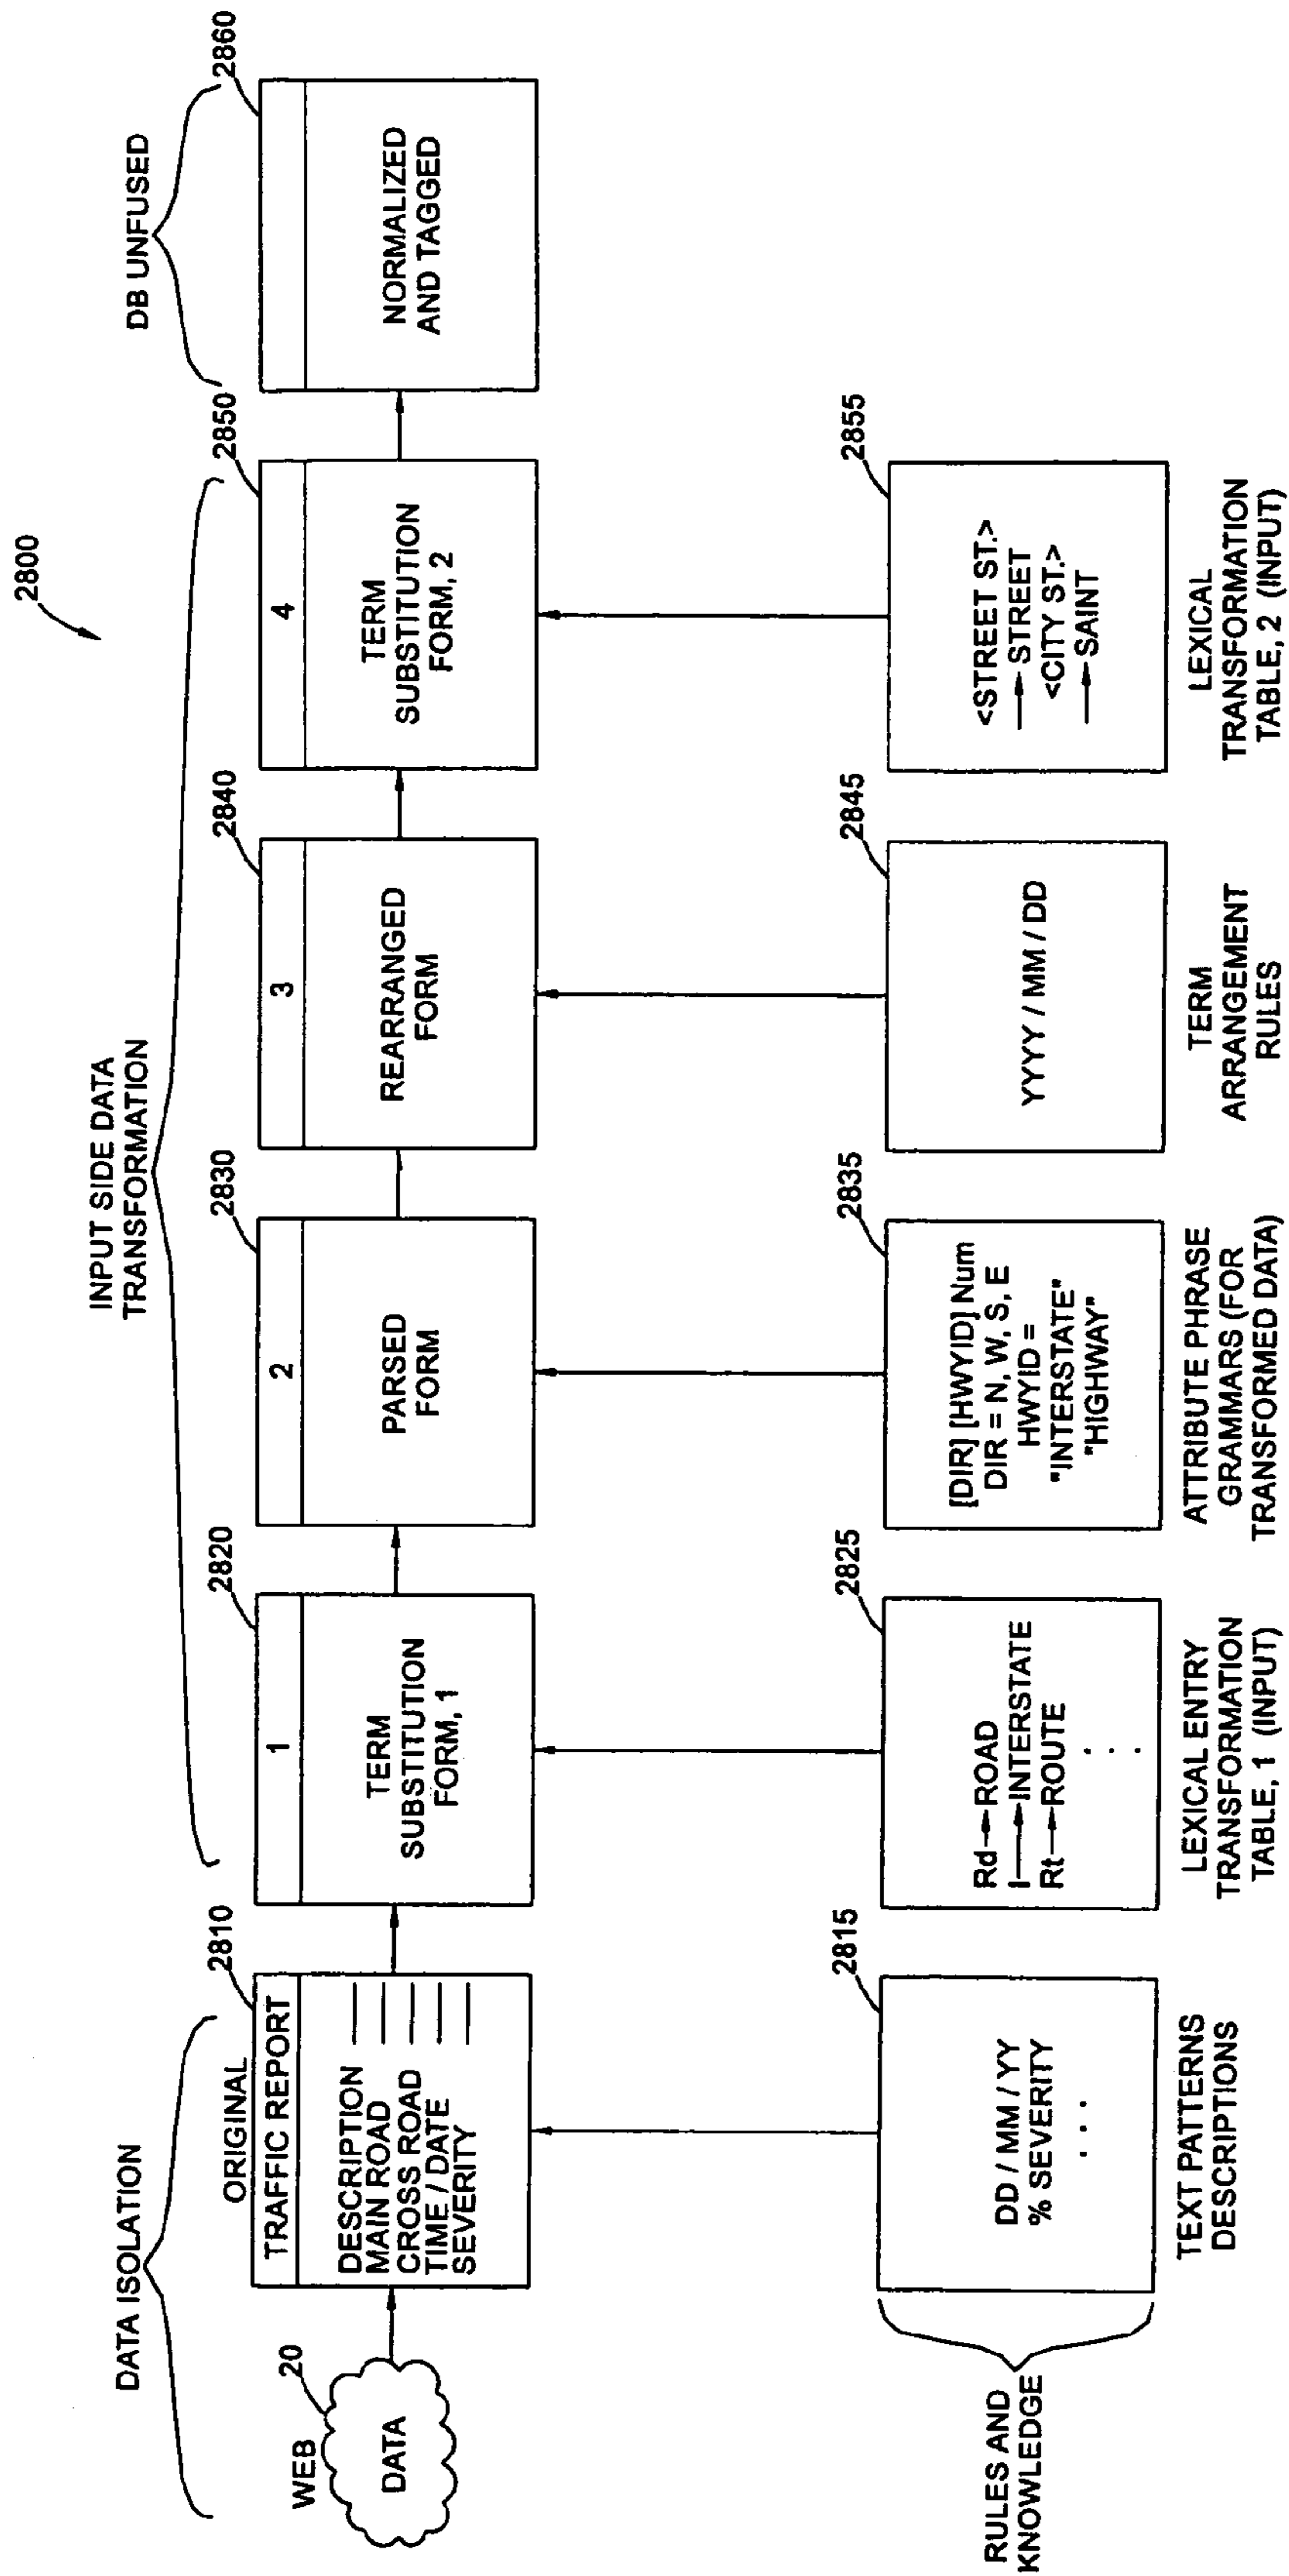 2800
DATA ISOLATION
INPUT SIDE DATA
TRANSFORMATION
DB UNFUSED
WEB
20
DATA
ORIGINAL
2810
TRAFFIC REPORT
DESCRIPTION
MAIN ROAD
CROSS ROAD
TIME / DATE
SEVERITY
2820
1
TERM
SUBSTITUTION
FORM, 1
2830
2
PARSED
FORM
2840
3
REARRANGED
FORM
2850
4
TERM
SUBSTITUTION
FORM, 2
2860
NORMALIZED
AND TAGGED
RULES AND
KNOWLEDGE
2815
DD / MM / YY
% SEVERITY
. . .
TEXT PATTERNS
DESCRIPTIONS
2825
Rd→ROAD
I→INTERSTATE
Rt→ROUTE
. . .
LEXICAL ENTRY
TRANSFORMATION
TABLE, 1 (INPUT)
2835
[DIR] [HWYID] Num
DIR = N, W, S, E
HWYID =
"INTERSTATE"
"HIGHWAY"
ATTRIBUTE PHRASE
GRAMMARS (FOR
TRANSFORMED DATA)
2845
YYYY / MM / DD
TERM
ARRANGEMENT
RULES
2855
<STREET ST.>
→ STREET
<CITY ST.>
→ SAINT
LEXICAL
TRANSFORMATION
TABLE, 2 (INPUT)